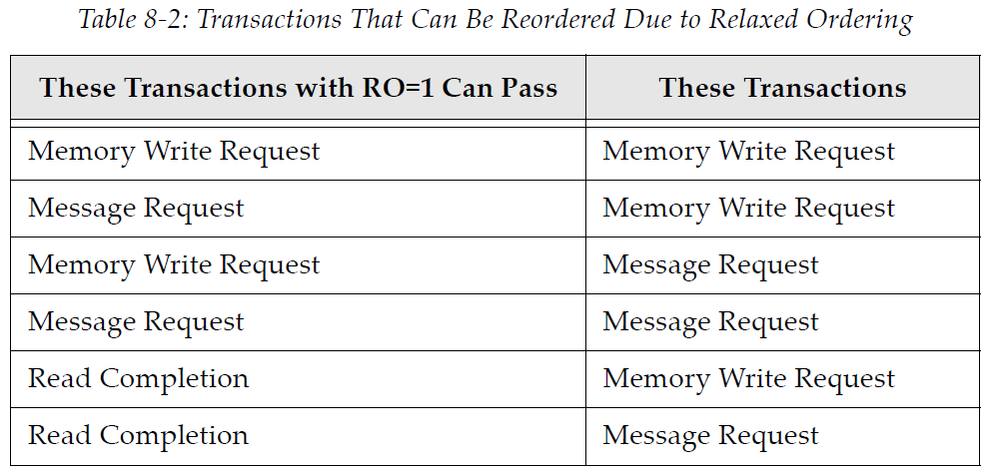 Table 8-2: Transactions That Can Be Reordered Due to Relaxed Ordering
These Transactions with RO=1 Can Pass These Transactions
Memory Write Request Memory Write Request
Message Request Memory Write Request
Memory Write Request Message Request
Message Request Message Request
Read Completion Memory Write Request
Read Completion Message Request